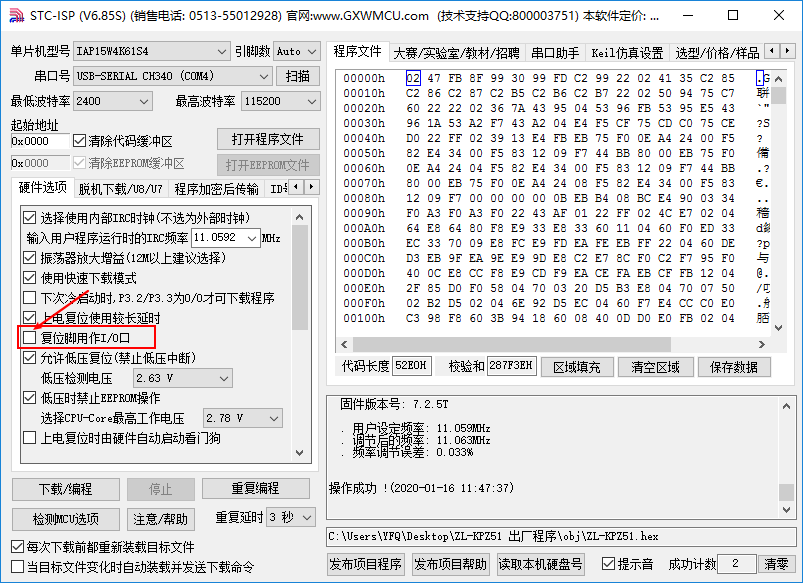 STC-ISP (V6.85S) (销售电话: 0513-55012928) 官网:www.GXWMCU.com (技术支持QQ:800003751) 本软件定价: ...
单片机型号 IAP15W4K61S4 引脚数 Auto
串口号 USB-SERIAL CH340 (COM4) 扫描
最低波特率 2400 最高波特率 115200
起始地址
0x0000 清除代码缓冲区 打开程序文件
0x0000 清除EEPROM缓冲区 打开EEPROM文件
硬件选项 脱机下载/U8/U7 程序加密后传输 ID号
选择使用内部IRC时钟(不选为外部时钟)
输入用户程序运行时的IRC频率 11.0592 MHz
振荡器放大增益(12M以上建议选择)
使用快速下载模式
下次冷启动时,P3.2/P3.3为0/0才可下载程序
上电复位使用较长延时
复位脚用作I/O口
允许低压复位(禁止低压中断)
低压检测电压 2.63 V
低压时禁止EEPROM操作
选择CPU-Core最高工作电压 2.78 V
上电复位时由硬件自动启动看门狗
下载/编程 停止 重复编程
检测MCU选项 注意/帮助 重复延时 3 秒
每次下载前都重新装载目标文件
当目标文件变化时自动装载并发送下载命令
程序文件 大赛/实验室/教材/招聘 串口助手 Keil仿真设置 选型/价格/样品
00000h 02 47 FB 8F 99 30 99 FD C2 99 22 02 41 35 C2 85 .G
00010h C2 86 C2 87 C2 B5 C2 B6 C2 B7 22 02 50 94 75 C7 聠
00020h 60 22 22 02 36 7A 43 95 04 53 96 FB 53 95 E5 43 `"
00030h 96 1A 53 A2 F7 43 A2 04 E4 F5 CF 75 CD C0 75 CE ?S
00040h D0 22 FF 02 39 13 E4 FB EB 75 F0 0E A4 24 00 F5 ?
00050h 82 E4 34 00 F5 83 12 09 F7 44 BB 80 00 EB 75 F0 傗
00060h 0E A4 24 04 F5 82 E4 34 00 F5 83 12 09 F7 44 BB .?
00070h 80 00 EB 75 F0 0E A4 24 08 F5 82 E4 34 00 F5 83 €.
00080h 12 09 F7 00 00 00 00 0B EB B4 08 BC E4 90 03 34 ..
00090h F0 A3 F0 A3 F0 22 43 AF 01 22 FF 02 4C E7 02 04
000A0h 64 E8 64 80 F8 E9 33 E8 33 60 11 04 60 F0 ED 33
000B0h EC 33 70 09 E8 FC E9 FD EA FE EB FF 22 04 60 DE ?p
000C0h D3 EB 9F EA 9E E9 9D E8 C2 E7 8C F0 C2 F7 95 F0 与
000D0h 40 0C E8 CC F8 E9 CD F9 EA CE FA EB CF FB 12 04 @.
000E0h 2F 85 D0 F0 58 04 70 03 20 D5 B3 E8 04 70 07 50
000F0h 02 B2 D5 02 04 6E 92 D5 EC 04 60 F7 E4 CC C0 E0
00100h C3 98 F8 60 38 94 18 60 08 40 0D D0 E0 FB 02 04
代码长度 52E0H 校验和 287F3EH 区域填充 清空区域 保存数据
固件版本号: 7.2.5T
. 用户设定频率: 11.059MHz
. 调节后的频率: 11.063MHz
. 频率调节误差: 0.033%
操作成功 !(2020-01-16 11:47:37)
C:\Users\YFQ\Desktop\ZL-KPZ51 出厂程序\obj\ZL-KPZ51.hex
发布项目程序 发布项目帮助 读取本机硬盘号 提示音 成功计数 2 清零